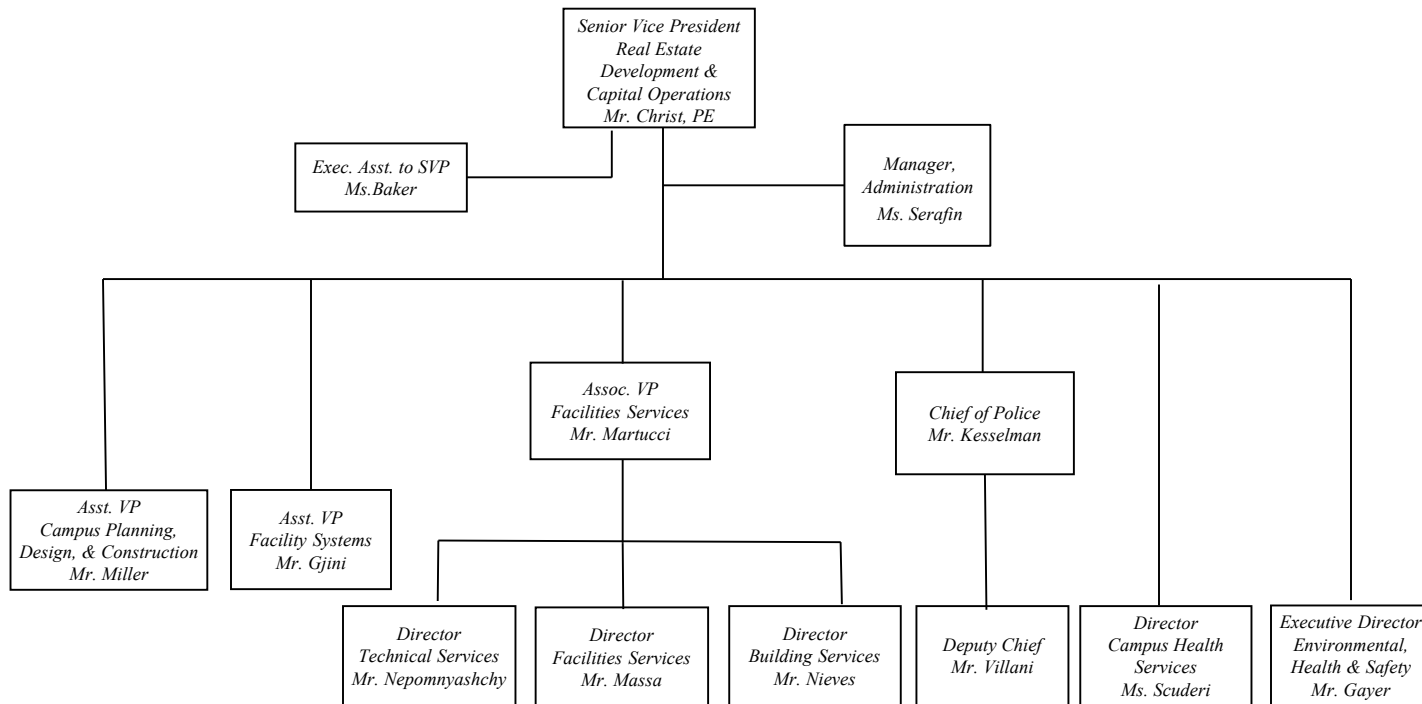 Senior Vice President
Real Estate
Development &
Capital Operations
Mr. Christ, PE
Exec. Asst. to SVP
Ms.Baker
Manager,
Administration
Ms. Serafin
Assoc. VP
Facilities Services
Mr. Martucci
Chief of Police
Mr. Kesselman
Asst. VP
Campus Planning,
Design, & Construction
Mr. Miller
Asst. VP
Facility Systems
Mr. Gjini
Director
Technical Services
Mr. Nepomnyashchy
Director
Facilities Services
Mr. Massa
Director
Building Services
Mr. Nieves
Deputy Chief
Mr. Villani
Director
Campus Health
Services
Ms. Scuderi
Executive Director
Environmental,
Health & Safety
Mr. Gayer